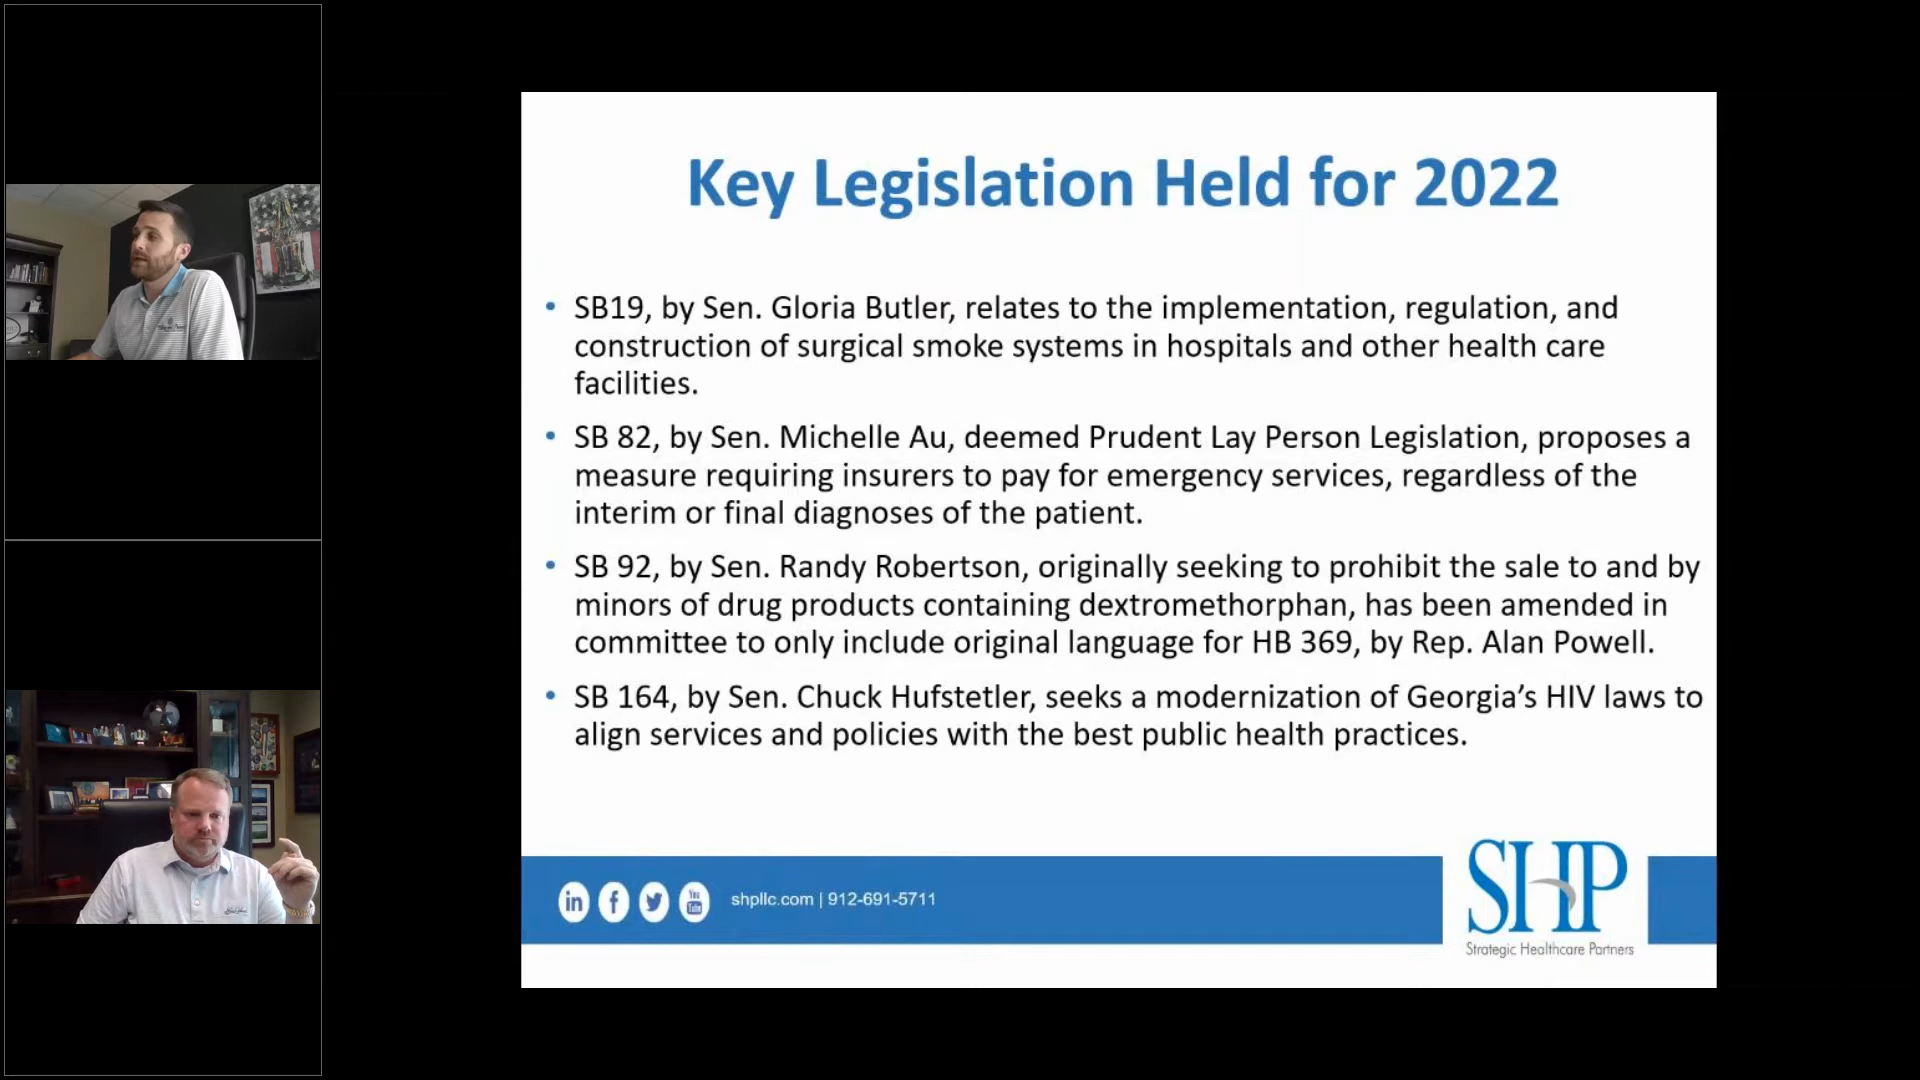 Key Legislation Held for 2022
• SB19, by Sen. Gloria Butler, relates to the implementation, regulation, and
construction of surgical smoke systems in hospitals and other health care
facilities.
• SB 82, by Sen. Michelle Au, deemed Prudent Lay Person Legislation, proposes a
measure requiring insurers to pay for emergency services, regardless of the
interim or final diagnoses of the patient.
• SB 92, by Sen. Randy Robertson, originally seeking to prohibit the sale to and by
minors of drug products containing dextromethorphan, has been amended in
committee to only include original language for HB 369, by Rep. Alan Powell.
• SB 164, by Sen. Chuck Hufstetler, seeks a modernization of Georgia’s HIV laws to
align services and policies with the best public health practices.
in f You Tube shpllc.com | 912-691-5711
SHP
Strategic Healthcare Partners